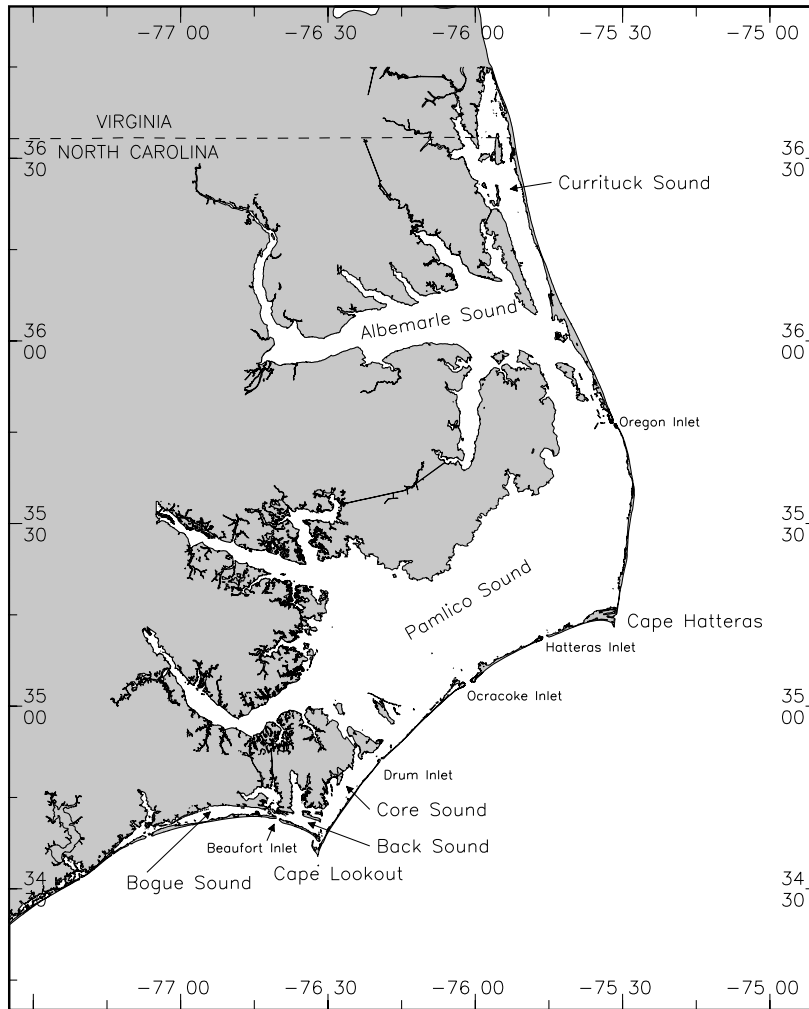 −77 00
−76 30
−76 00
−75 30
−75 00
VIRGINIA
NORTH CAROLINA
36
30
36
30
Currituck Sound
Albemarle Sound
36
00
36
00
Oregon Inlet
35
30
35
30
Pamlico Sound
Cape Hatteras
Hatteras Inlet
Ocracoke Inlet
35
00
35
00
Drum Inlet
Core Sound
Beaufort Inlet
Back Sound
Bogue Sound
Cape Lookout
34
30
34
30
−77 00
−76 30
−76 00
−75 30
−75 00